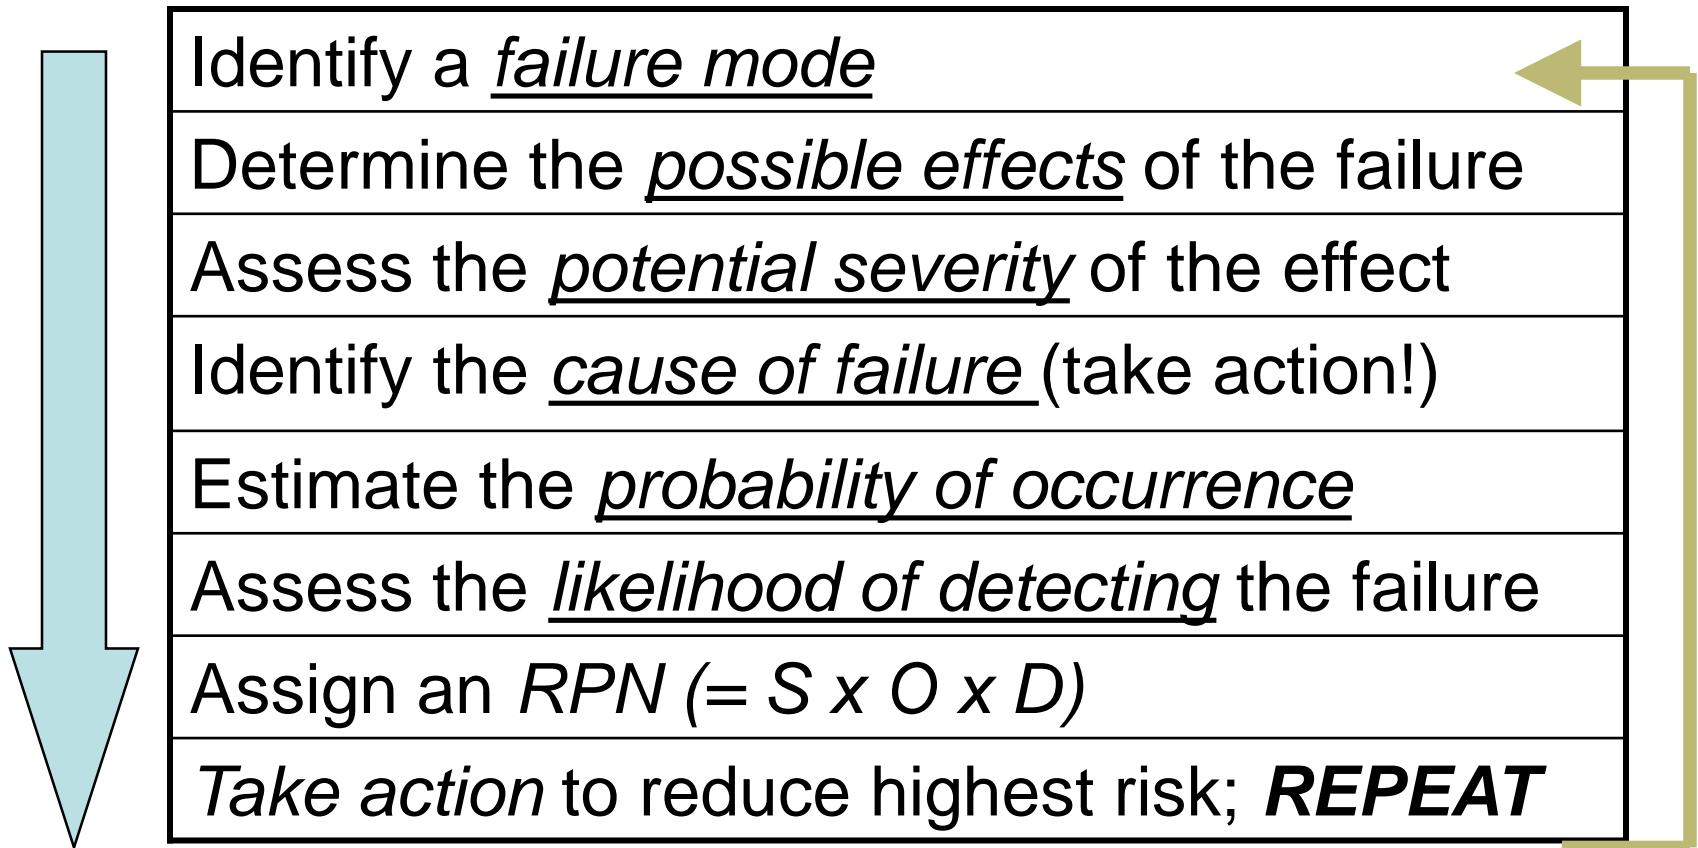 Identify a failure mode
Determine the possible effects of the failure
Assess the potential severity of the effect
Identify the cause of failure (take action!)
Estimate the probability of occurrence
Assess the likelihood of detecting the failure
Assign an RPN (= S x O x D)
Take action to reduce highest risk; REPEAT